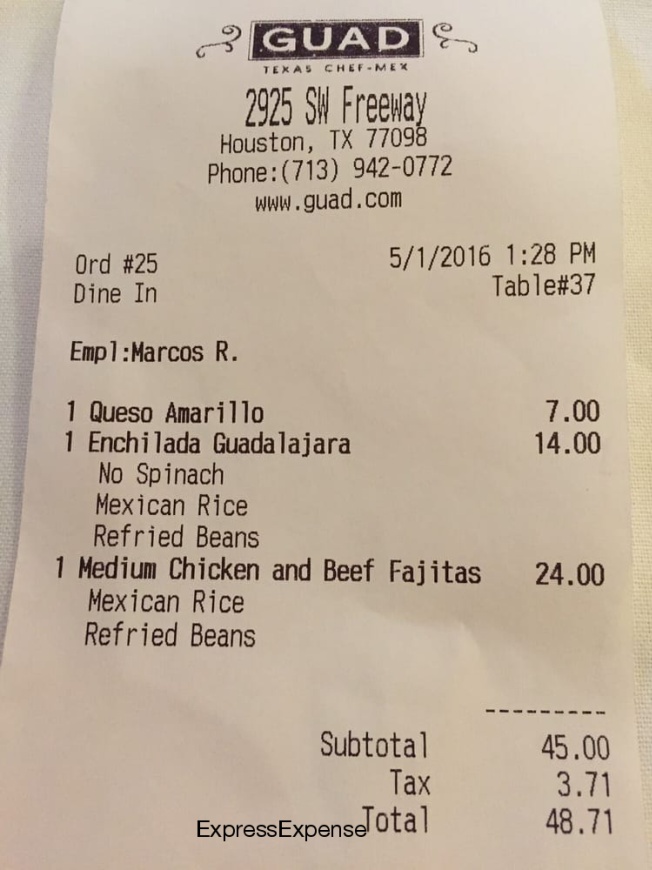 GUAD
TEXAS CHEF-MEX
2925 SW Freeway
Houston, TX 77098
Phone:(713) 942-0772
www.guad.com
Ord #25 5/1/2016 1:28 PM
Dine In Table#37
Empl:Marcos R.
1 Queso Amarillo 7.00
1 Enchilada Guadalajara 14.00
No Spinach
Mexican Rice
Refried Beans
1 Medium Chicken and Beef Fajitas 24.00
Mexican Rice
Refried Beans
---------
Subtotal 45.00
Tax 3.71
ExpressExpense Total 48.71